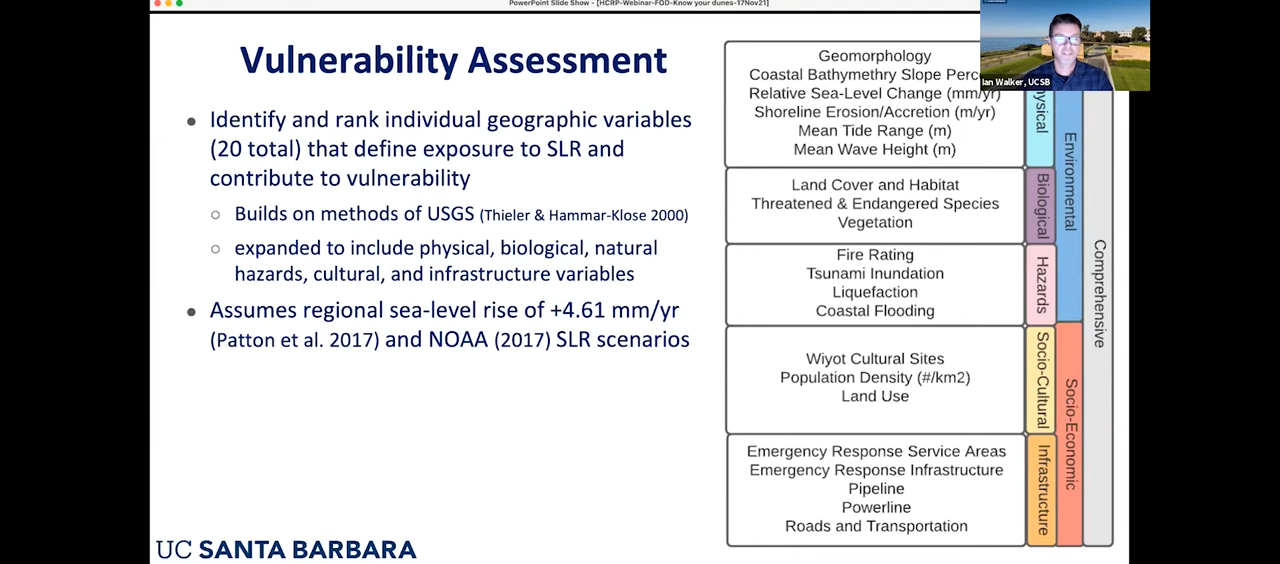 PowerPoint Slide Show - [HCRP-Webinar-FOD-Know your dunes-17Nov21]
Ian Walker, UCSB
Vulnerability Assessment
● Identify and rank individual geographic variables
(20 total) that define exposure to SLR and
contribute to vulnerability
○ Builds on methods of USGS (Thieler & Hammar-Klose 2000)
○ expanded to include physical, biological, natural
hazards, cultural, and infrastructure variables
● Assumes regional sea-level rise of +4.61 mm/yr
(Patton et al. 2017) and NOAA (2017) SLR scenarios
Geomorphology
Coastal Bathymethry Slope Perc
Relative Sea-Level Change (mm/yr)
Shoreline Erosion/Accretion (m/yr)
Mean Tide Range (m)
Mean Wave Height (m)
ysical
Land Cover and Habitat
Threatened & Endangered Species
Vegetation
Biological
Fire Rating
Tsunami Inundation
Liquefaction
Coastal Flooding
Hazards
Environmental
Wiyot Cultural Sites
Population Density (#/km2)
Land Use
Socio-Cultural
Emergency Response Service Areas
Emergency Response Infrastructure
Pipeline
Powerline
Roads and Transportation
Infrastructure
Socio-Economic
Comprehensive
UC SANTA BARBARA